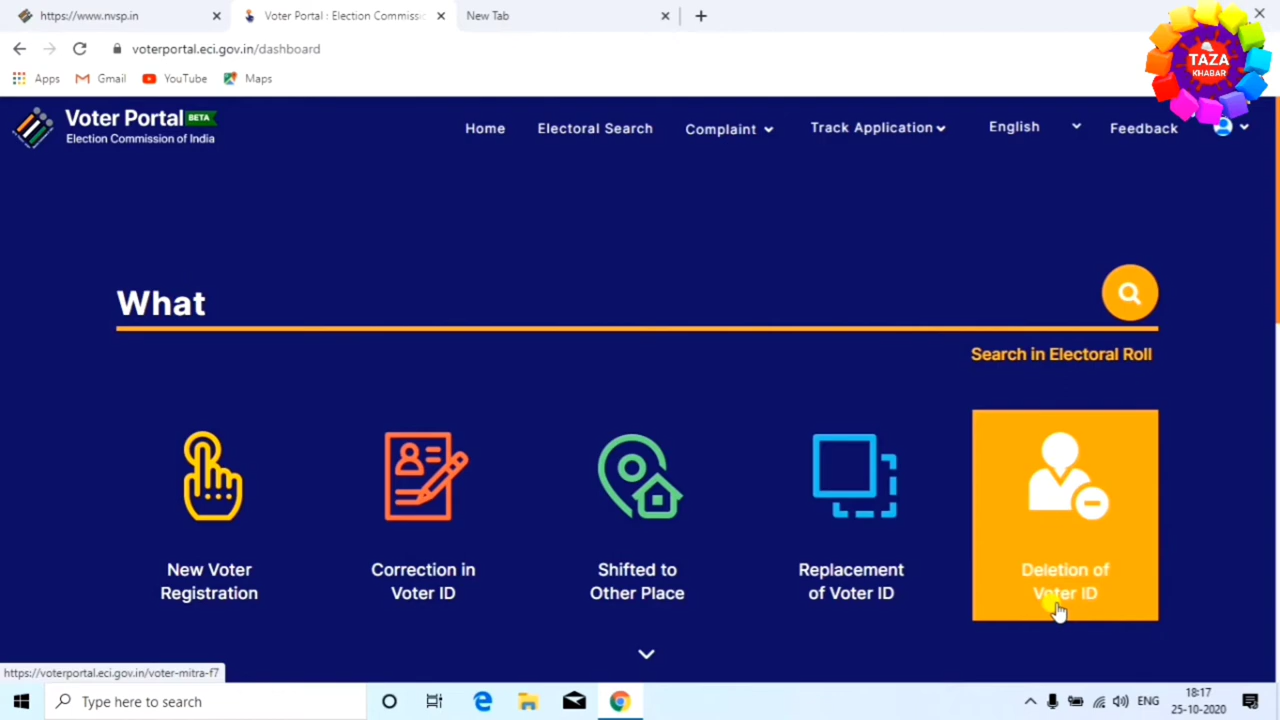 https://www.nvsp.in
Voter Portal : Election Commissi
New Tab
voterportal.eci.gov.in/dashboard
Apps
Gmail
YouTube
Maps
TAZA
KHABAR
Voter Portal BETA
Election Commission of India
Home
Electoral Search
Complaint
Track Application
English
Feedback
What
Search in Electoral Roll
New Voter
Registration
Correction in
Voter ID
Shifted to
Other Place
Replacement
of Voter ID
Deletion of
Voter ID
https://voterportal.eci.gov.in/voter-mitra-f7
Type here to search
ENG
18:17
25-10-2020